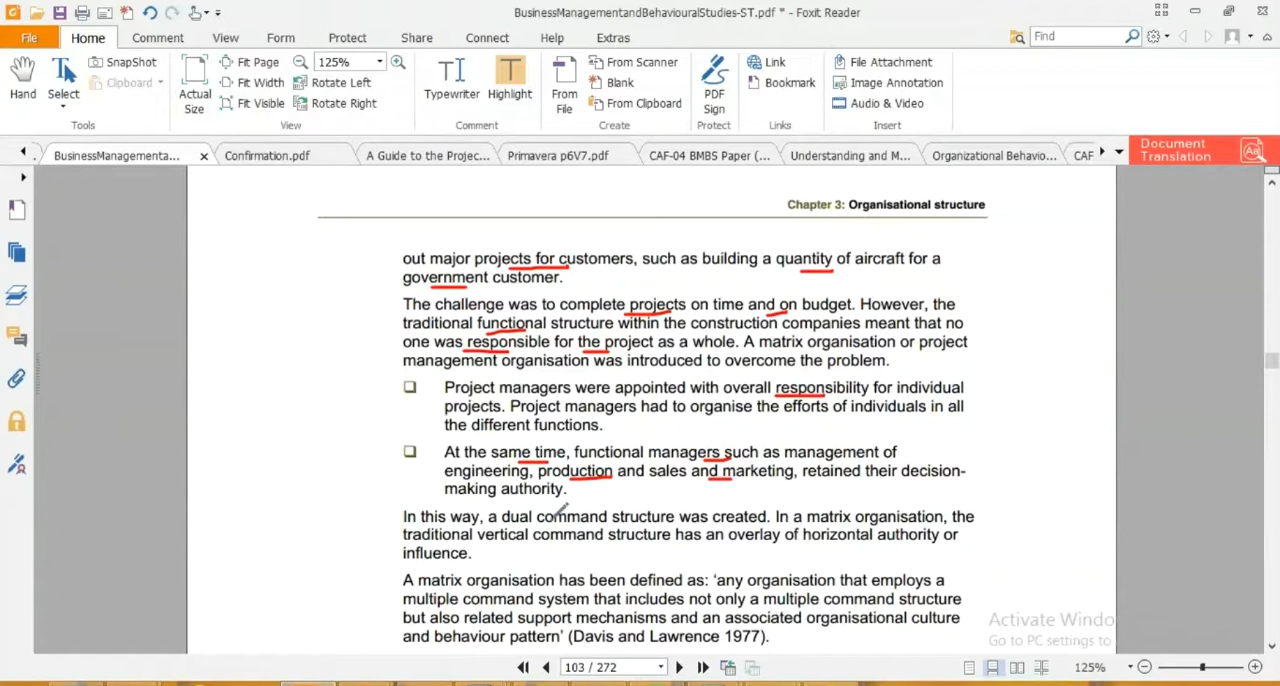 BusinessManagementandBehaviouralStudies-ST.pdf * - Foxit Reader
File Home Comment View Form Protect Share Connect Help Extras Find
SnapShot Fit Page 125% From Scanner Link File Attachment
Clipboard Fit Width Rotate Left Blank Bookmark Image Annotation
Hand Select Actual Size Fit Visible Rotate Right Typewriter Highlight From File From Clipboard PDF Sign Audio & Video
Tools View Comment Create Protect Links Insert
BusinessManagementa... Confirmation.pdf A Guide to the Projec... Primavera p6V7.pdf CAF-04 BMBS Paper (... Understanding and M... Organizational Behavio... CAF
Document
Translation
Chapter 3: Organisational structure
out major projects for customers, such as building a quantity of aircraft for a
government customer.
The challenge was to complete projects on time and on budget. However, the
traditional functional structure within the construction companies meant that no
one was responsible for the project as a whole. A matrix organisation or project
management organisation was introduced to overcome the problem.
Project managers were appointed with overall responsibility for individual
projects. Project managers had to organise the efforts of individuals in all
the different functions.
At the same time, functional managers such as management of
engineering, production and sales and marketing, retained their decision-
making authority.
In this way, a dual command structure was created. In a matrix organisation, the
traditional vertical command structure has an overlay of horizontal authority or
influence.
A matrix organisation has been defined as: ‘any organisation that employs a
multiple command system that includes not only a multiple command structure
but also related support mechanisms and an associated organisational culture
and behaviour pattern’ (Davis and Lawrence 1977).
Activate Windo
Go to PC settings to
103 / 272 125%